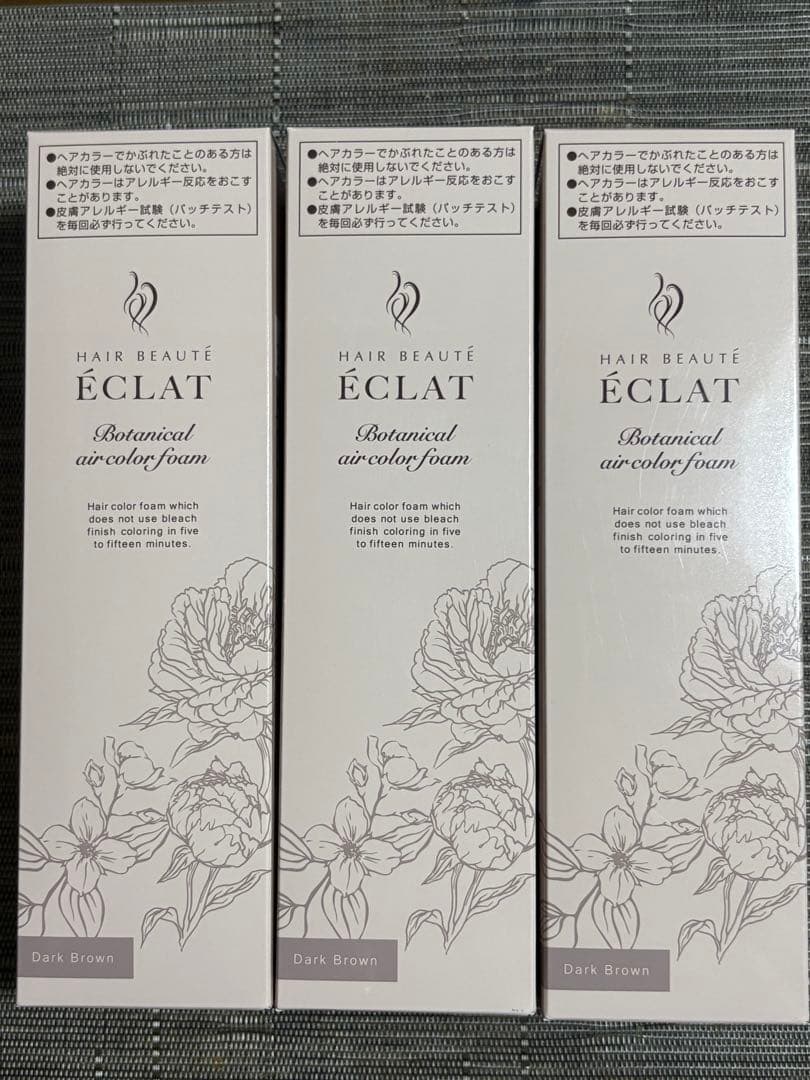 ●ヘアカラーでかぶれたことのある方は
絶対に使用しないでください。
●ヘアカラーはアレルギー反応をおこす
ことがあります。
●皮膚アレルギー試験（パッチテスト）
を毎回必ず行ってください。
HAIR BEAUTÉ
ÉCLAT
Botanical
air color foam
Hair color foam which
does not use bleach
finish coloring in five
to fifteen minutes.
Dark Brown
●ヘアカラーでかぶれたことのある方は
絶対に使用しないでください。
●ヘアカラーはアレルギー反応をおこす
ことがあります。
●皮膚アレルギー試験（パッチテスト）
を毎回必ず行ってください。
HAIR BEAUTÉ
ÉCLAT
Botanical
air color foam
Hair color foam which
does not use bleach
finish coloring in five
to fifteen minutes.
Dark Brown
●ヘアカラーでかぶれたことのある方は
絶対に使用しないでください。
●ヘアカラーはアレルギー反応をおこす
ことがあります。
●皮膚アレルギー試験（パッチテスト）
を毎回必ず行ってください。
HAIR BEAUTÉ
ÉCLAT
Botanical
air color foam
Hair color foam which
does not use bleach
finish coloring in five
to fifteen minutes.
Dark Brown